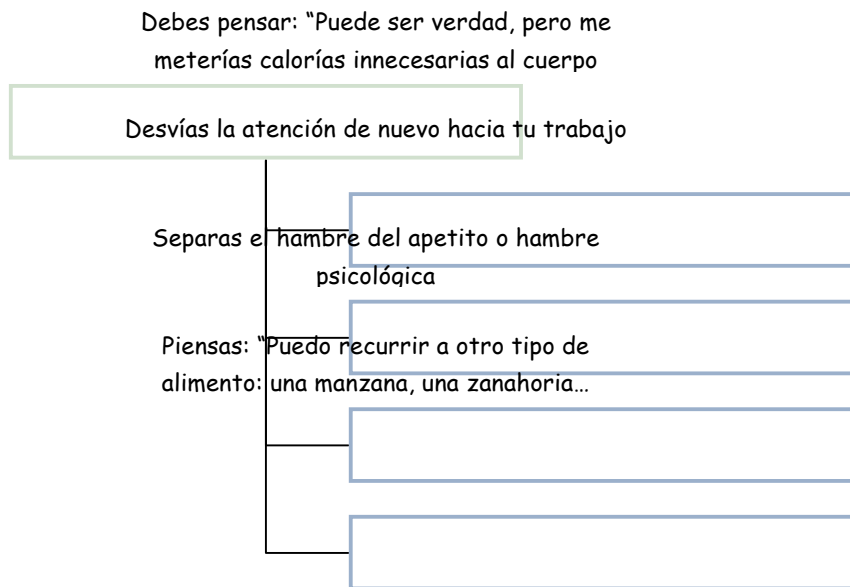 Debes pensar: “Puede ser verdad, pero me
meterías calorías innecesarias al cuerpo
Desvías la atención de nuevo hacia tu trabajo
Separas el hambre del apetito o hambre
psicológica
Piensas: “Puedo recurrir a otro tipo de
alimento: una manzana, una zanahoria…